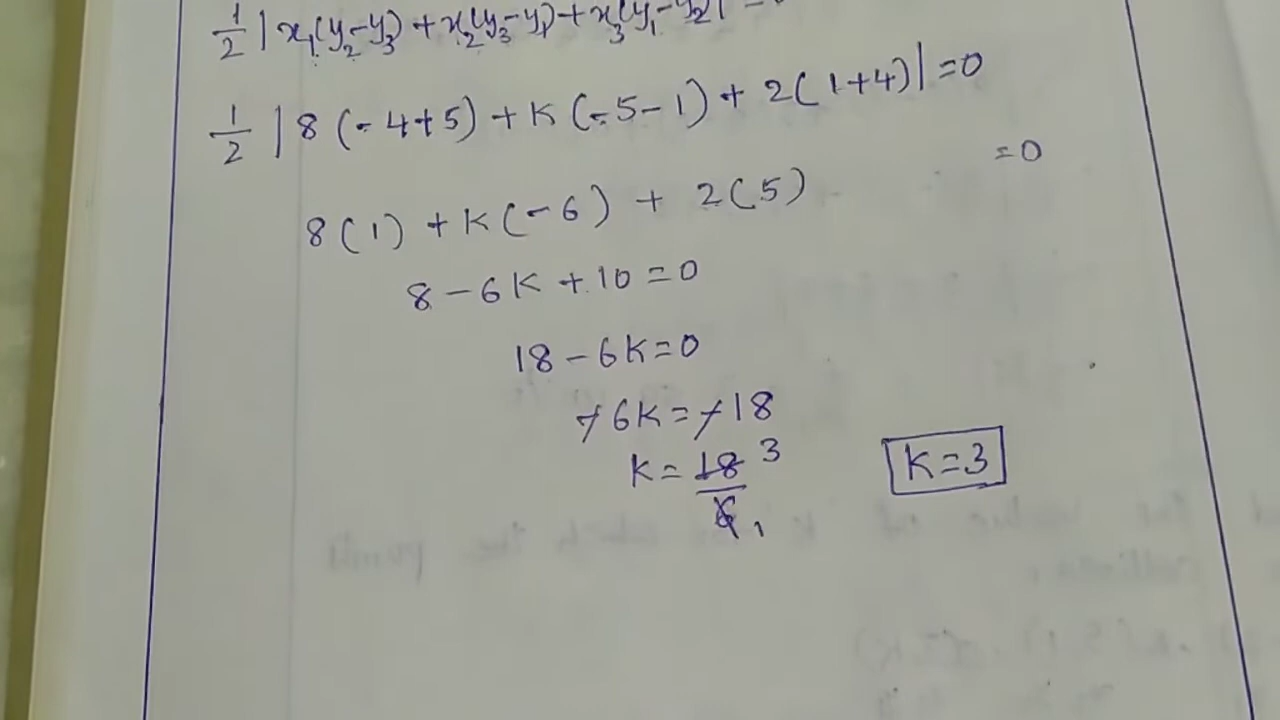 1/2 | x₁(y₂-y₃) + x₂(y₃-y₁) + x₃(y₁-y₂) | =
1/2 | 8 (-4+5) + K (-5-1) + 2 (1+4) | =0
8(1) + K(-6) + 2(5) =0
8-6K+10=0
18-6K=0
-6K=-18
K=18/6 3 1 K=3